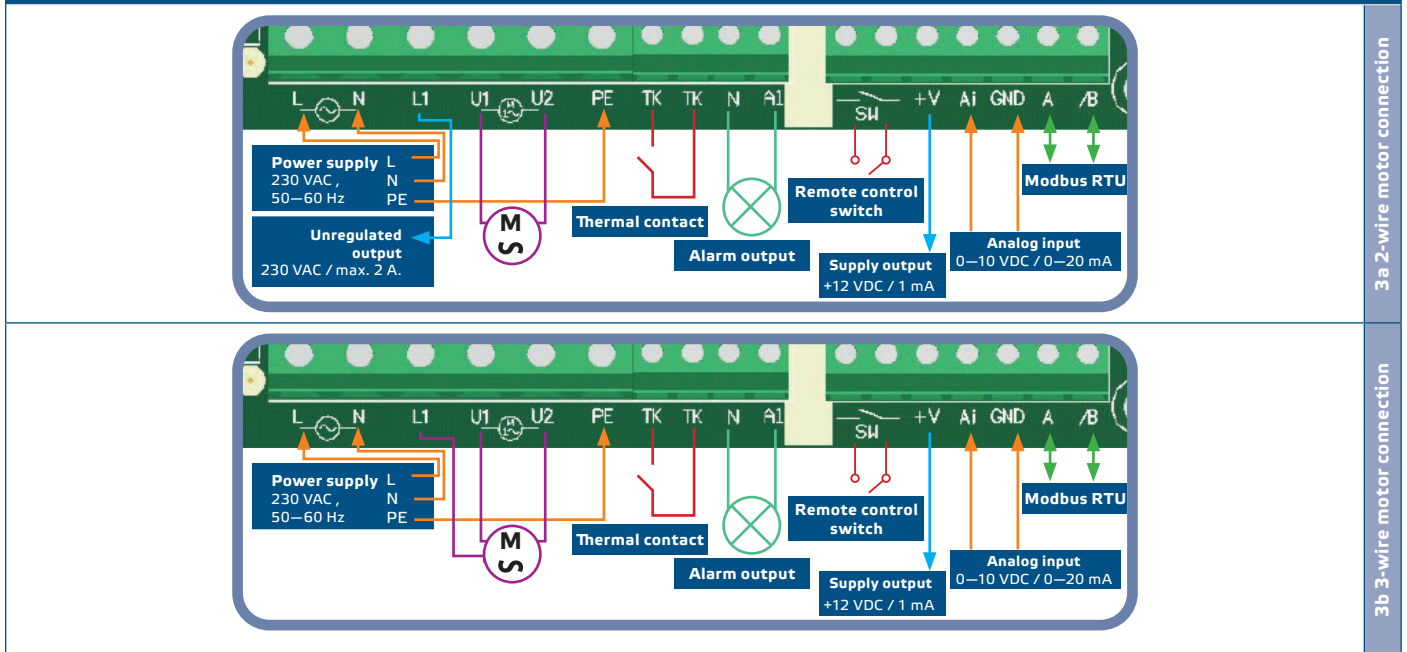 3a 2-wire motor connection
L N L1 U1 M 1~ U2 PE TK TK N A1 SW +V Ai GND A /B
Power supply L
230 VAC , N
50—60 Hz PE
Unregulated
output
230 VAC / max. 2 A.
M
Thermal contact
Alarm output
Remote control
switch
Supply output
+12 VDC / 1 mA
Analog input
0—10 VDC / 0—20 mA
Modbus RTU
3b 3-wire motor connection
L N L1 U1 M 1~ U2 PE TK TK N A1 SW +V Ai GND A /B
Power supply L
230 VAC , N
50—60 Hz PE
M
Thermal contact
Alarm output
Remote control
switch
Supply output
+12 VDC / 1 mA
Analog input
0—10 VDC / 0—20 mA
Modbus RTU